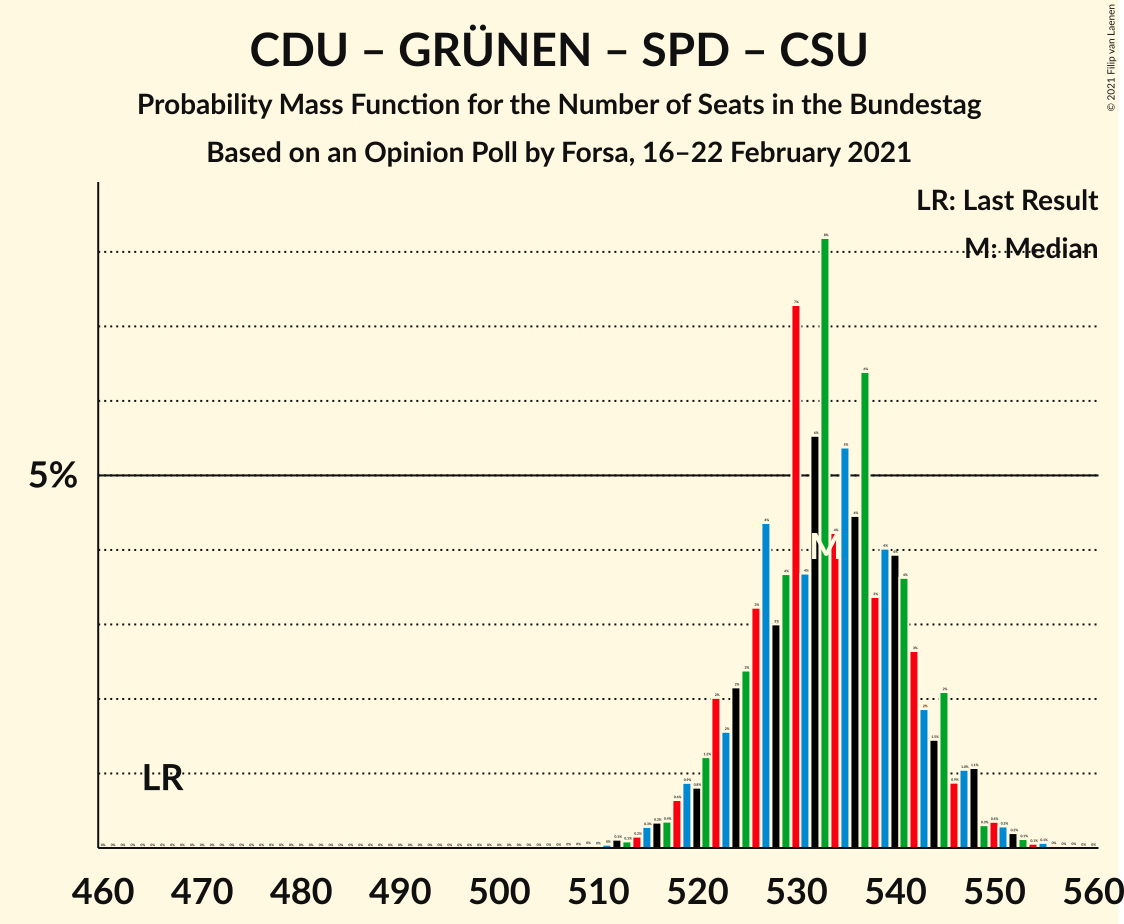 CDU – GRÜNEN – SPD – CSU
Probability Mass Function for the Number of Seats in the Bundestag
Based on an Opinion Poll by Forsa, 16–22 February 2021
© 2021 Filip van Laenen
LR: Last Result
M: Median
5%
M
LR
460 470 480 490 500 510 520 530 540 550 560